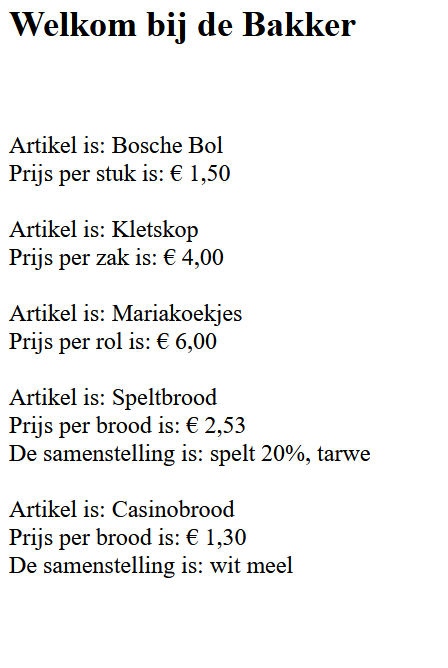 Welkom bij de Bakker
Artikel is: Bosche Bol
Prijs per stuk is: € 1,50
Artikel is: Kletskop
Prijs per zak is: € 4,00
Artikel is: Mariakoekjes
Prijs per rol is: € 6,00
Artikel is: Speltbrood
Prijs per brood is: € 2,53
De samenstelling is: spelt 20%, tarwe
Artikel is: Casinobrood
Prijs per brood is: € 1,30
De samenstelling is: wit meel